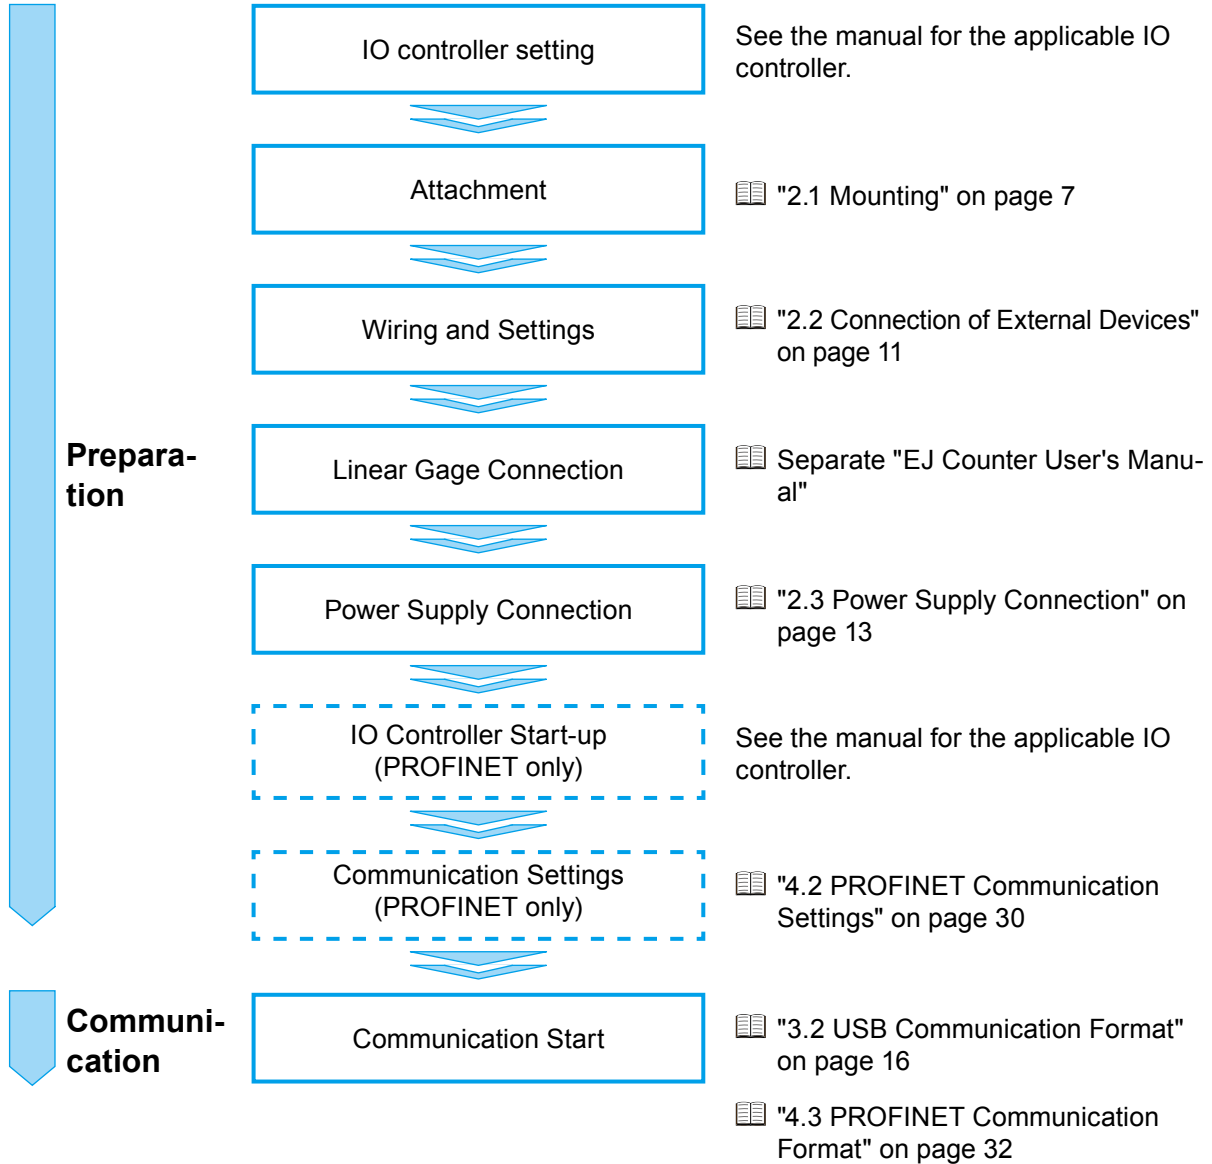 IO controller setting
See the manual for the applicable IO
controller.
Attachment
"2.1 Mounting" on page 7
Wiring and Settings
"2.2 Connection of External Devices"
on page 11
Prepara-
tion
Linear Gage Connection
Separate "EJ Counter User's Manu-
al"
Power Supply Connection
"2.3 Power Supply Connection" on
page 13
IO Controller Start-up
(PROFINET only)
See the manual for the applicable IO
controller.
Communication Settings
(PROFINET only)
"4.2 PROFINET Communication
Settings" on page 30
Communi-
cation
Communication Start
"3.2 USB Communication Format"
on page 16
"4.3 PROFINET Communication
Format" on page 32